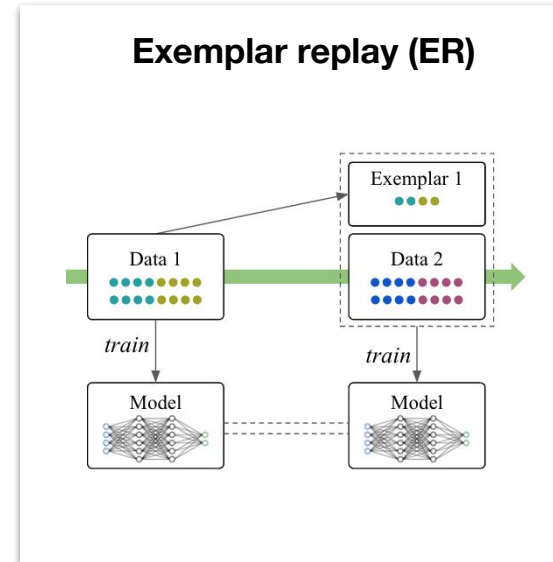 Exemplar replay (ER)
Exemplar 1
Data 1
Data 2
train
train
Model
Model